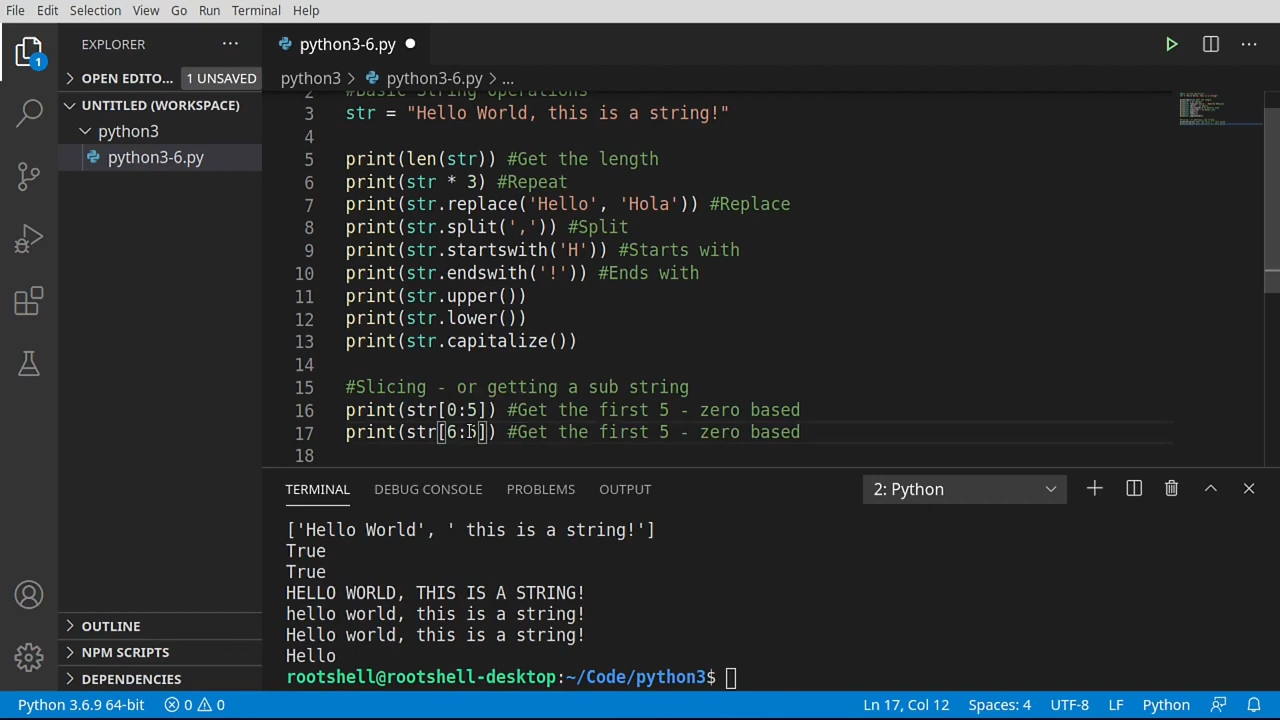 File Edit Selection View Go Run Terminal Help
1
EXPLORER
OPEN EDITO... 1 UNSAVED
UNTITLED (WORKSPACE)
python3
python3-6.py
OUTLINE
NPM SCRIPTS
DEPENDENCIES
python3-6.py
python3 python3-6.py ...
2 #Basic String operations
3 str = "Hello World, this is a string!"
4
5 print(len(str)) #Get the length
6 print(str * 3) #Repeat
7 print(str.replace('Hello', 'Hola')) #Replace
8 print(str.split(',')) #Split
9 print(str.startswith('H')) #Starts with
10 print(str.endswith('!')) #Ends with
11 print(str.upper())
12 print(str.lower())
13 print(str.capitalize())
14
15 #Slicing - or getting a sub string
16 print(str[0:5]) #Get the first 5 - zero based
17 print(str[6:5]) #Get the first 5 - zero based
18
TERMINAL DEBUG CONSOLE PROBLEMS OUTPUT 2: Python
['Hello World', ' this is a string!']
True
True
HELLO WORLD, THIS IS A STRING!
hello world, this is a string!
Hello world, this is a string!
Hello
rootshell@rootshell-desktop:~/Code/python3$
Python 3.6.9 64-bit 0 0 Ln 17, Col 12 Spaces: 4 UTF-8 LF Python